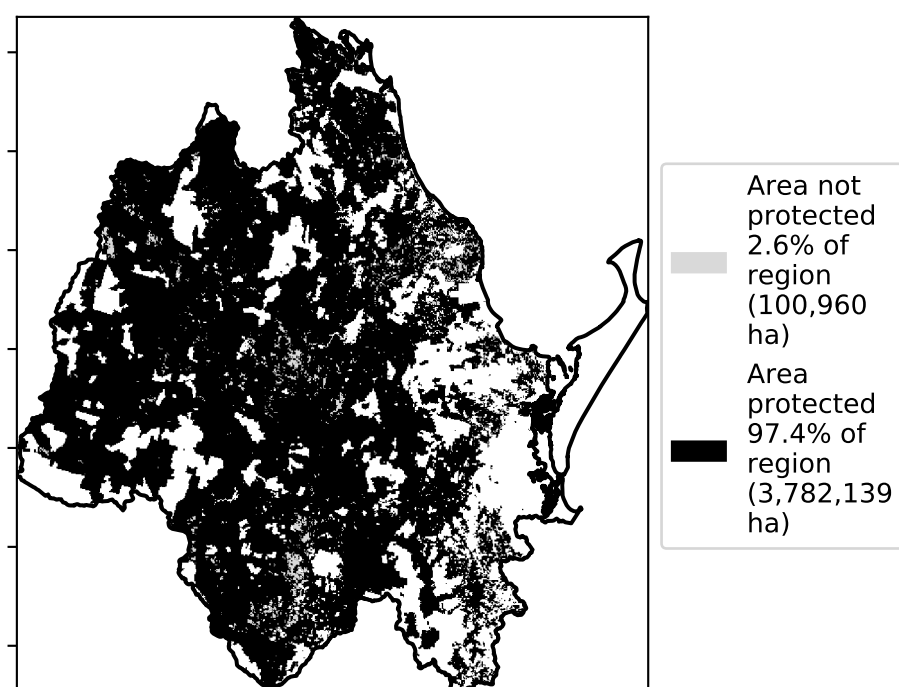 Area not
protected
2.6% of
region
(100,960
ha)
Area
protected
97.4% of
region
(3,782,139
ha)